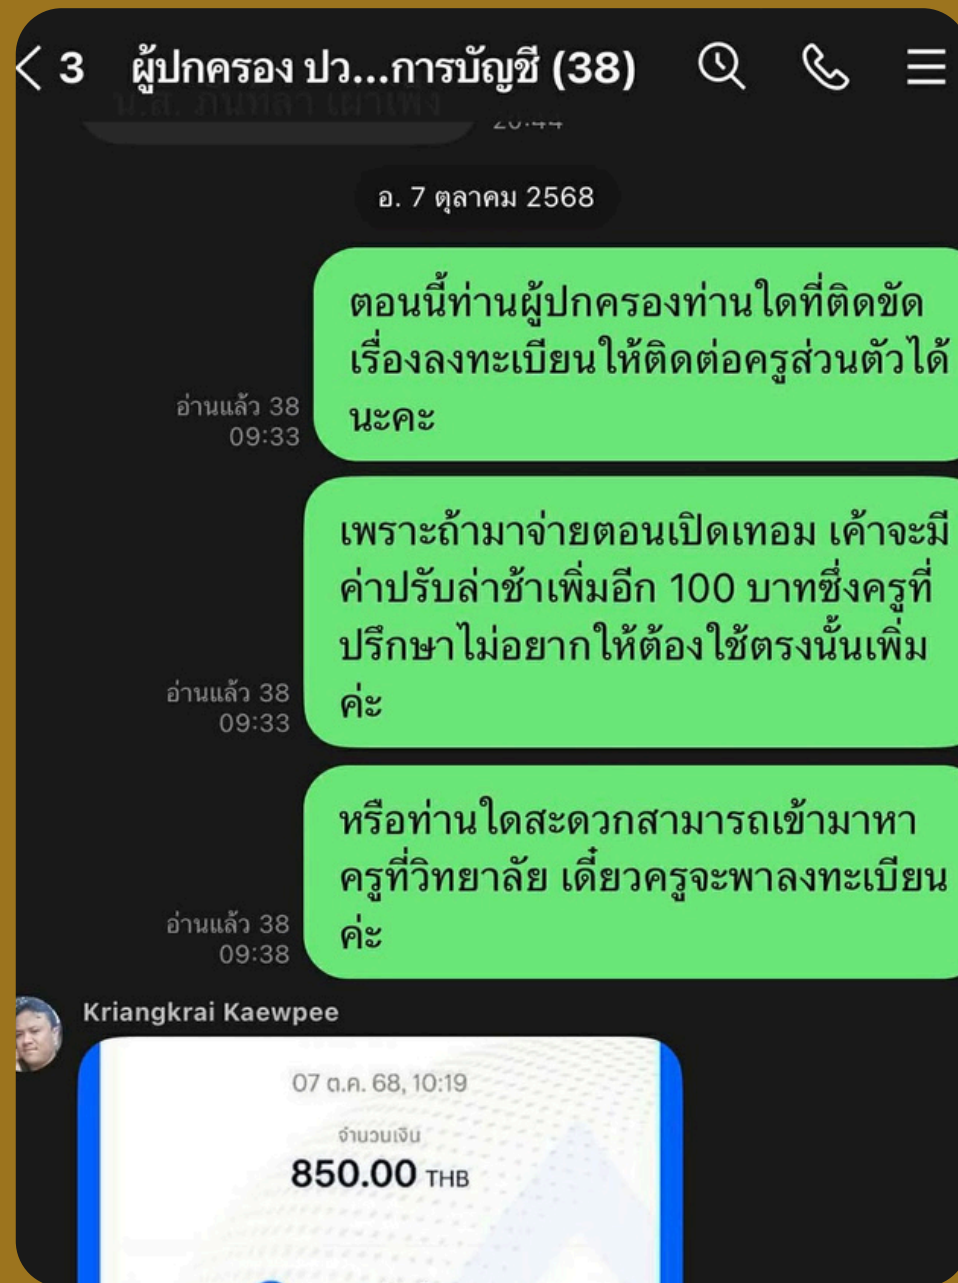 3 ผู้ปกครอง ปว...การบัญชี (38)
น.ส.
20:44
อ. 7 ตุลาคม 2568
ตอนนี้ท่านผู้ปกครองท่านใดที่ติดขัด
เรื่องลงทะเบียนให้ติดต่อครูส่วนตัวได้
นะคะ
อ่านแล้ว 38
09:33
เพราะถ้ามาจ่ายตอนเปิดเทอม เค้าจะมี
ค่าปรับล่าช้าเพิ่มอีก 100 บาทซึ่งครูที่
ปรึกษาไม่อยากให้ต้องใช้ตรงนั้นเพิ่ม
ค่ะ
อ่านแล้ว 38
09:33
หรือท่านใดสะดวกสามารถเข้ามาหา
ครูที่วิทยาลัย เดี๋ยวครูจะพาลงทะเบียน
ค่ะ
อ่านแล้ว 38
09:38
Kriangkrai Kaewpee
07 ต.ค. 68, 10:19
จำนวนเงิน
850.00 THB